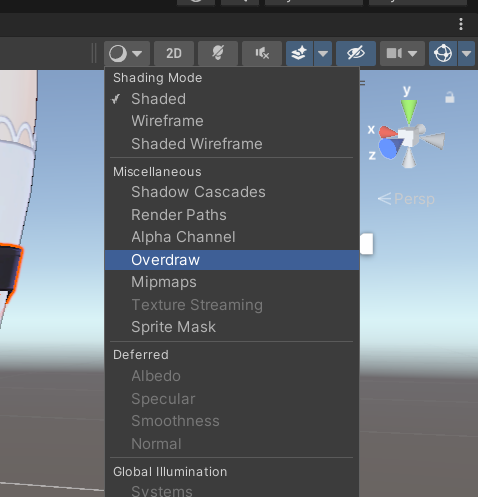 2D
Shading Mode
Shaded
Wireframe
Shaded Wireframe
Miscellaneous
Shadow Cascades
Render Paths
Alpha Channel
Overdraw
Mipmaps
Texture Streaming
Sprite Mask
Deferred
Albedo
Specular
Smoothness
Normal
Global Illumination
Systems
y
x
z
Persp